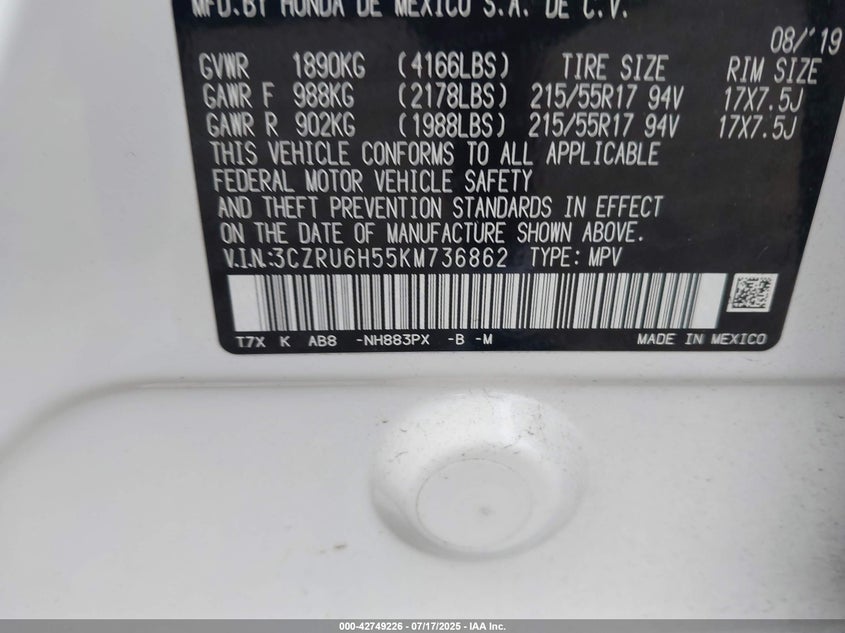 MFD.BY HONDA DE MEXICO S.A. DE C.V.
08/'19
GVWR 1890KG (4166LBS) TIRE SIZE RIM SIZE
GAWR F 988KG (2178LBS) 215/55R17 94V 17X7.5J
GAWR R 902KG (1988LBS) 215/55R17 94V 17X7.5J
THIS VEHICLE CONFORMS TO ALL APPLICABLE
FEDERAL MOTOR VEHICLE SAFETY
AND THEFT PREVENTION STANDARDS IN EFFECT
ON THE DATE OF MANUFACTURE SHOWN ABOVE.
V.I.N.:3CZRU6H55KM736862 TYPE: MPV
T7X K AB8 -NH883PX -B -M MADE IN MEXICO
000-42749226 - 07/17/2025 - IAA Inc.